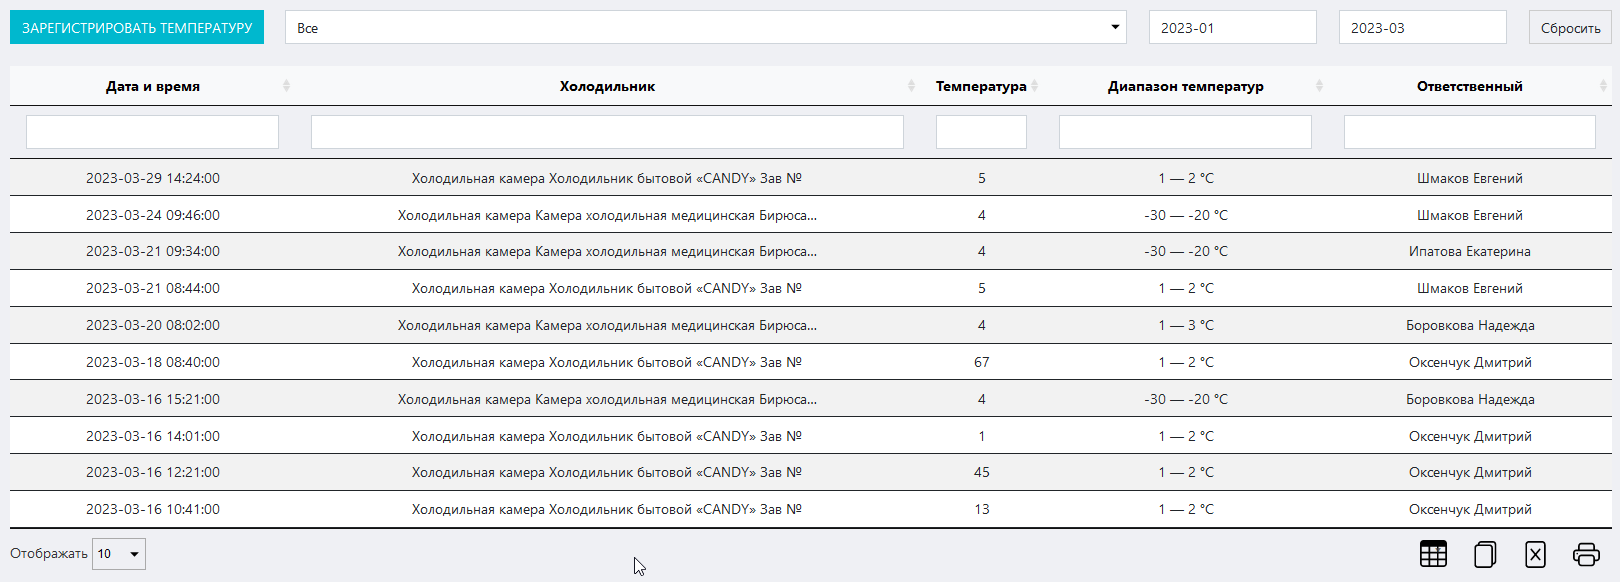 ЗАРЕГИСТРИРОВАТЬ ТЕМПЕРАТУРУ Все 2023-01 2023-03 Сбросить
Дата и время Холодильник Температура Диапазон температур Ответственный
2023-03-29 14:24:00 Холодильная камера Холодильник бытовой «CANDY» Зав № 5 1 — 2 °C Шмаков Евгений
2023-03-24 09:46:00 Холодильная камера Камера холодильная медицинская Бирюса... 4 -30 — -20 °C Шмаков Евгений
2023-03-21 09:34:00 Холодильная камера Камера холодильная медицинская Бирюса... 4 -30 — -20 °C Ипатова Екатерина
2023-03-21 08:44:00 Холодильная камера Холодильник бытовой «CANDY» Зав № 5 1 — 2 °C Шмаков Евгений
2023-03-20 08:02:00 Холодильная камера Камера холодильная медицинская Бирюса... 4 1 — 3 °C Боровкова Надежда
2023-03-18 08:40:00 Холодильная камера Холодильник бытовой «CANDY» Зав № 67 1 — 2 °C Оксенчук Дмитрий
2023-03-16 15:21:00 Холодильная камера Камера холодильная медицинская Бирюса... 4 -30 — -20 °C Боровкова Надежда
2023-03-16 14:01:00 Холодильная камера Холодильник бытовой «CANDY» Зав № 1 1 — 2 °C Оксенчук Дмитрий
2023-03-16 12:21:00 Холодильная камера Холодильник бытовой «CANDY» Зав № 45 1 — 2 °C Оксенчук Дмитрий
2023-03-16 10:41:00 Холодильная камера Холодильник бытовой «CANDY» Зав № 13 1 — 2 °C Оксенчук Дмитрий
Отображать 10